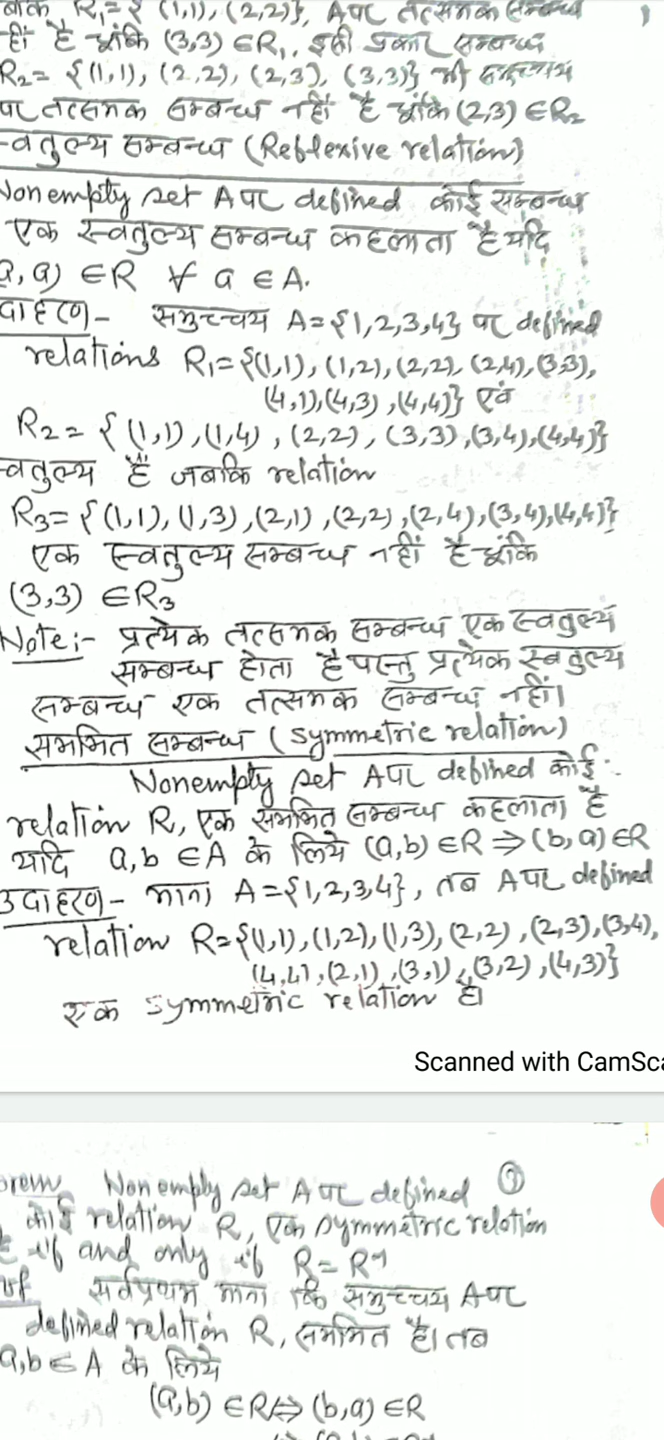 R₁= { (1,1), (2,2)}, A पर तत्समक सम्बन्ध
हीं है चूंकि (3,3) ∈R₁. इसी प्रकार सम्बन्ध
R₂= {(1,1), (2,2), (2,3), (3,3)} भी समुच्चय
पर तत्समक सम्बन्ध नहीं है चूंकि (2,3) ∈R₂
स्वतुल्य सम्बन्ध (Reflexive relation)
Nonempty set A पर defined कोई सम्बन्ध
एक स्वतुल्य सम्बन्ध कहलाता है यदि
a, a) ∈R ∀ a ∈A.
दाहरण- समुच्चय A={1,2,3,4} पर defined
relations R₁={(1,1), (1,2), (2,2), (2,4), (3,3),
(4,1),(4,3) ,(4,4)} एवं
R₂= { (1,1) ,(1,4) , (2,2) , (3,3) ,(3,4),(4,4)}
स्वतुल्य हैं जबकि relation
R₃= { (1,1), (1,3) ,(2,1) ,(2,2) ,(2,4) ,(3,4),(4,4)}
एक स्वतुल्य सम्बन्ध नहीं है चूंकि
(3,3) ∈R₃
Note:- प्रत्येक तत्समक सम्बन्ध एक स्वतुल्य
सम्बन्ध होता है परन्तु प्रत्येक स्वतुल्य
सम्बन्ध एक तत्समक सम्बन्ध नहीं।
सममित सम्बन्ध (symmetric relation)
Nonempty set A पर defined कोई
relation R, एक सममित सम्बन्ध कहलाता है
यदि a,b ∈A के लिये (a,b) ∈R ⇒ (b,a) ∈R
उदाहरण- माना A={1,2,3,4}, तब A पर defined
relation R={(1,1),(1,2),(1,3),(2,2) ,(2,3),(3,4),
(4,4),(2,1) ,(3,1) ,(3,2) ,(4,3)}
एक symmetric relation है।
Scanned with CamSca
orem Nonempty set A पर defined ①
कोई relation R, एक symmetric relation
है if and only if R= R⁻¹
of सर्वप्रथम माना कि समुच्चय A पर
defined relation R, सममित है। तब
a,b ∈ A के लिये
(a,b) ∈R ⇔ (b,a) ∈R